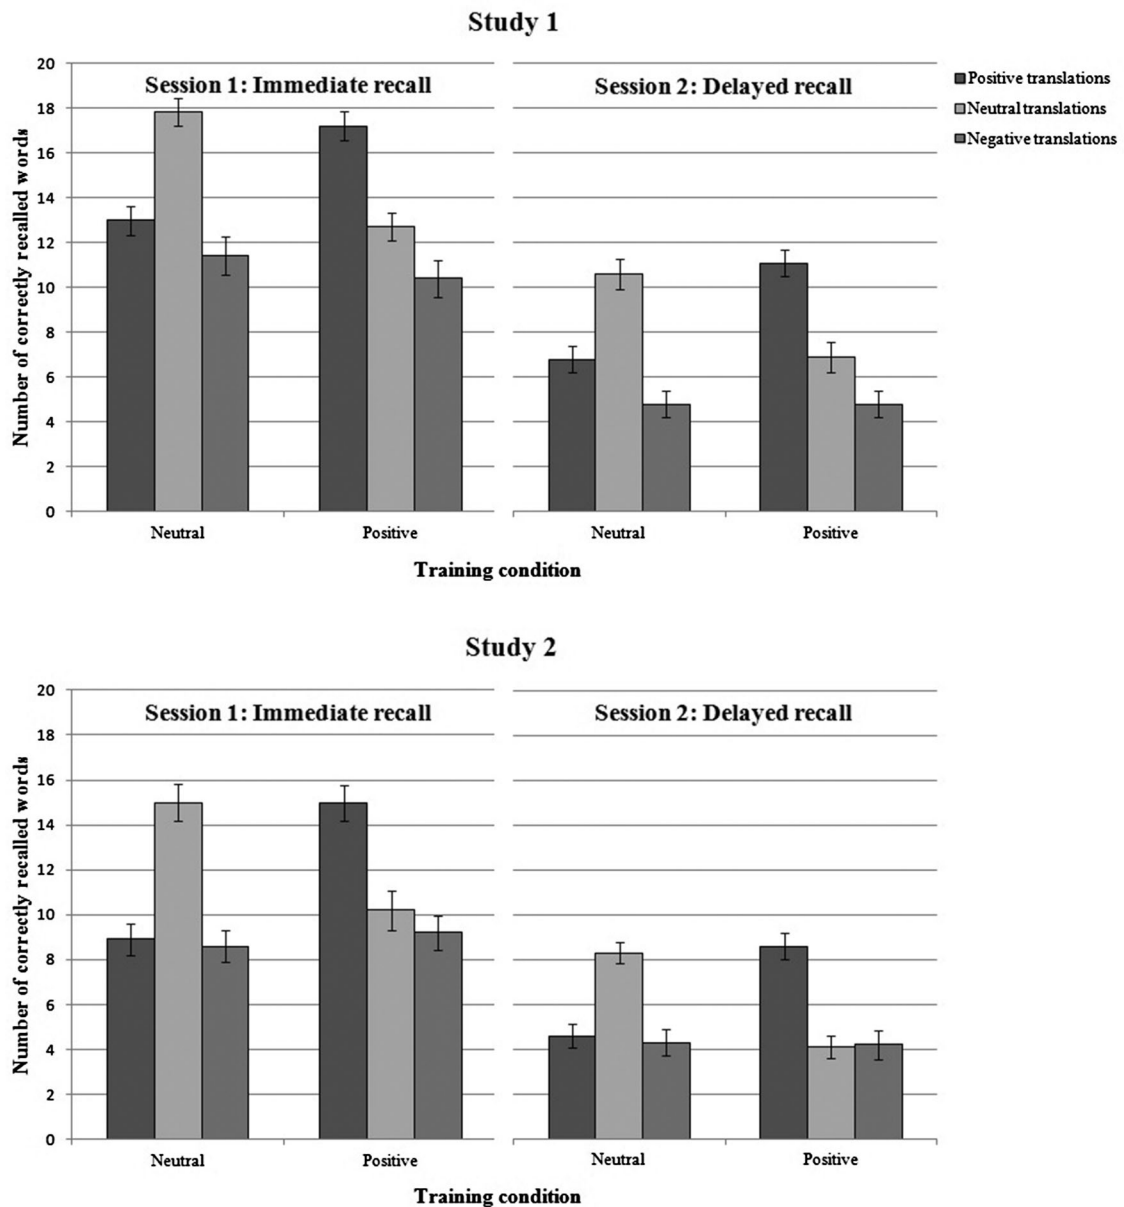 Study 1
Session 1: Immediate recall
Session 2: Delayed recall
Positive translations
Neutral translations
Negative translations
Number of correctly recalled words
20
18
16
14
12
10
8
6
4
2
0
Neutral
Positive
Neutral
Positive
Training condition
Study 2
Session 1: Immediate recall
Session 2: Delayed recall
Number of correctly recalled words
20
18
16
14
12
10
8
6
4
2
0
Neutral
Positive
Neutral
Positive
Training condition